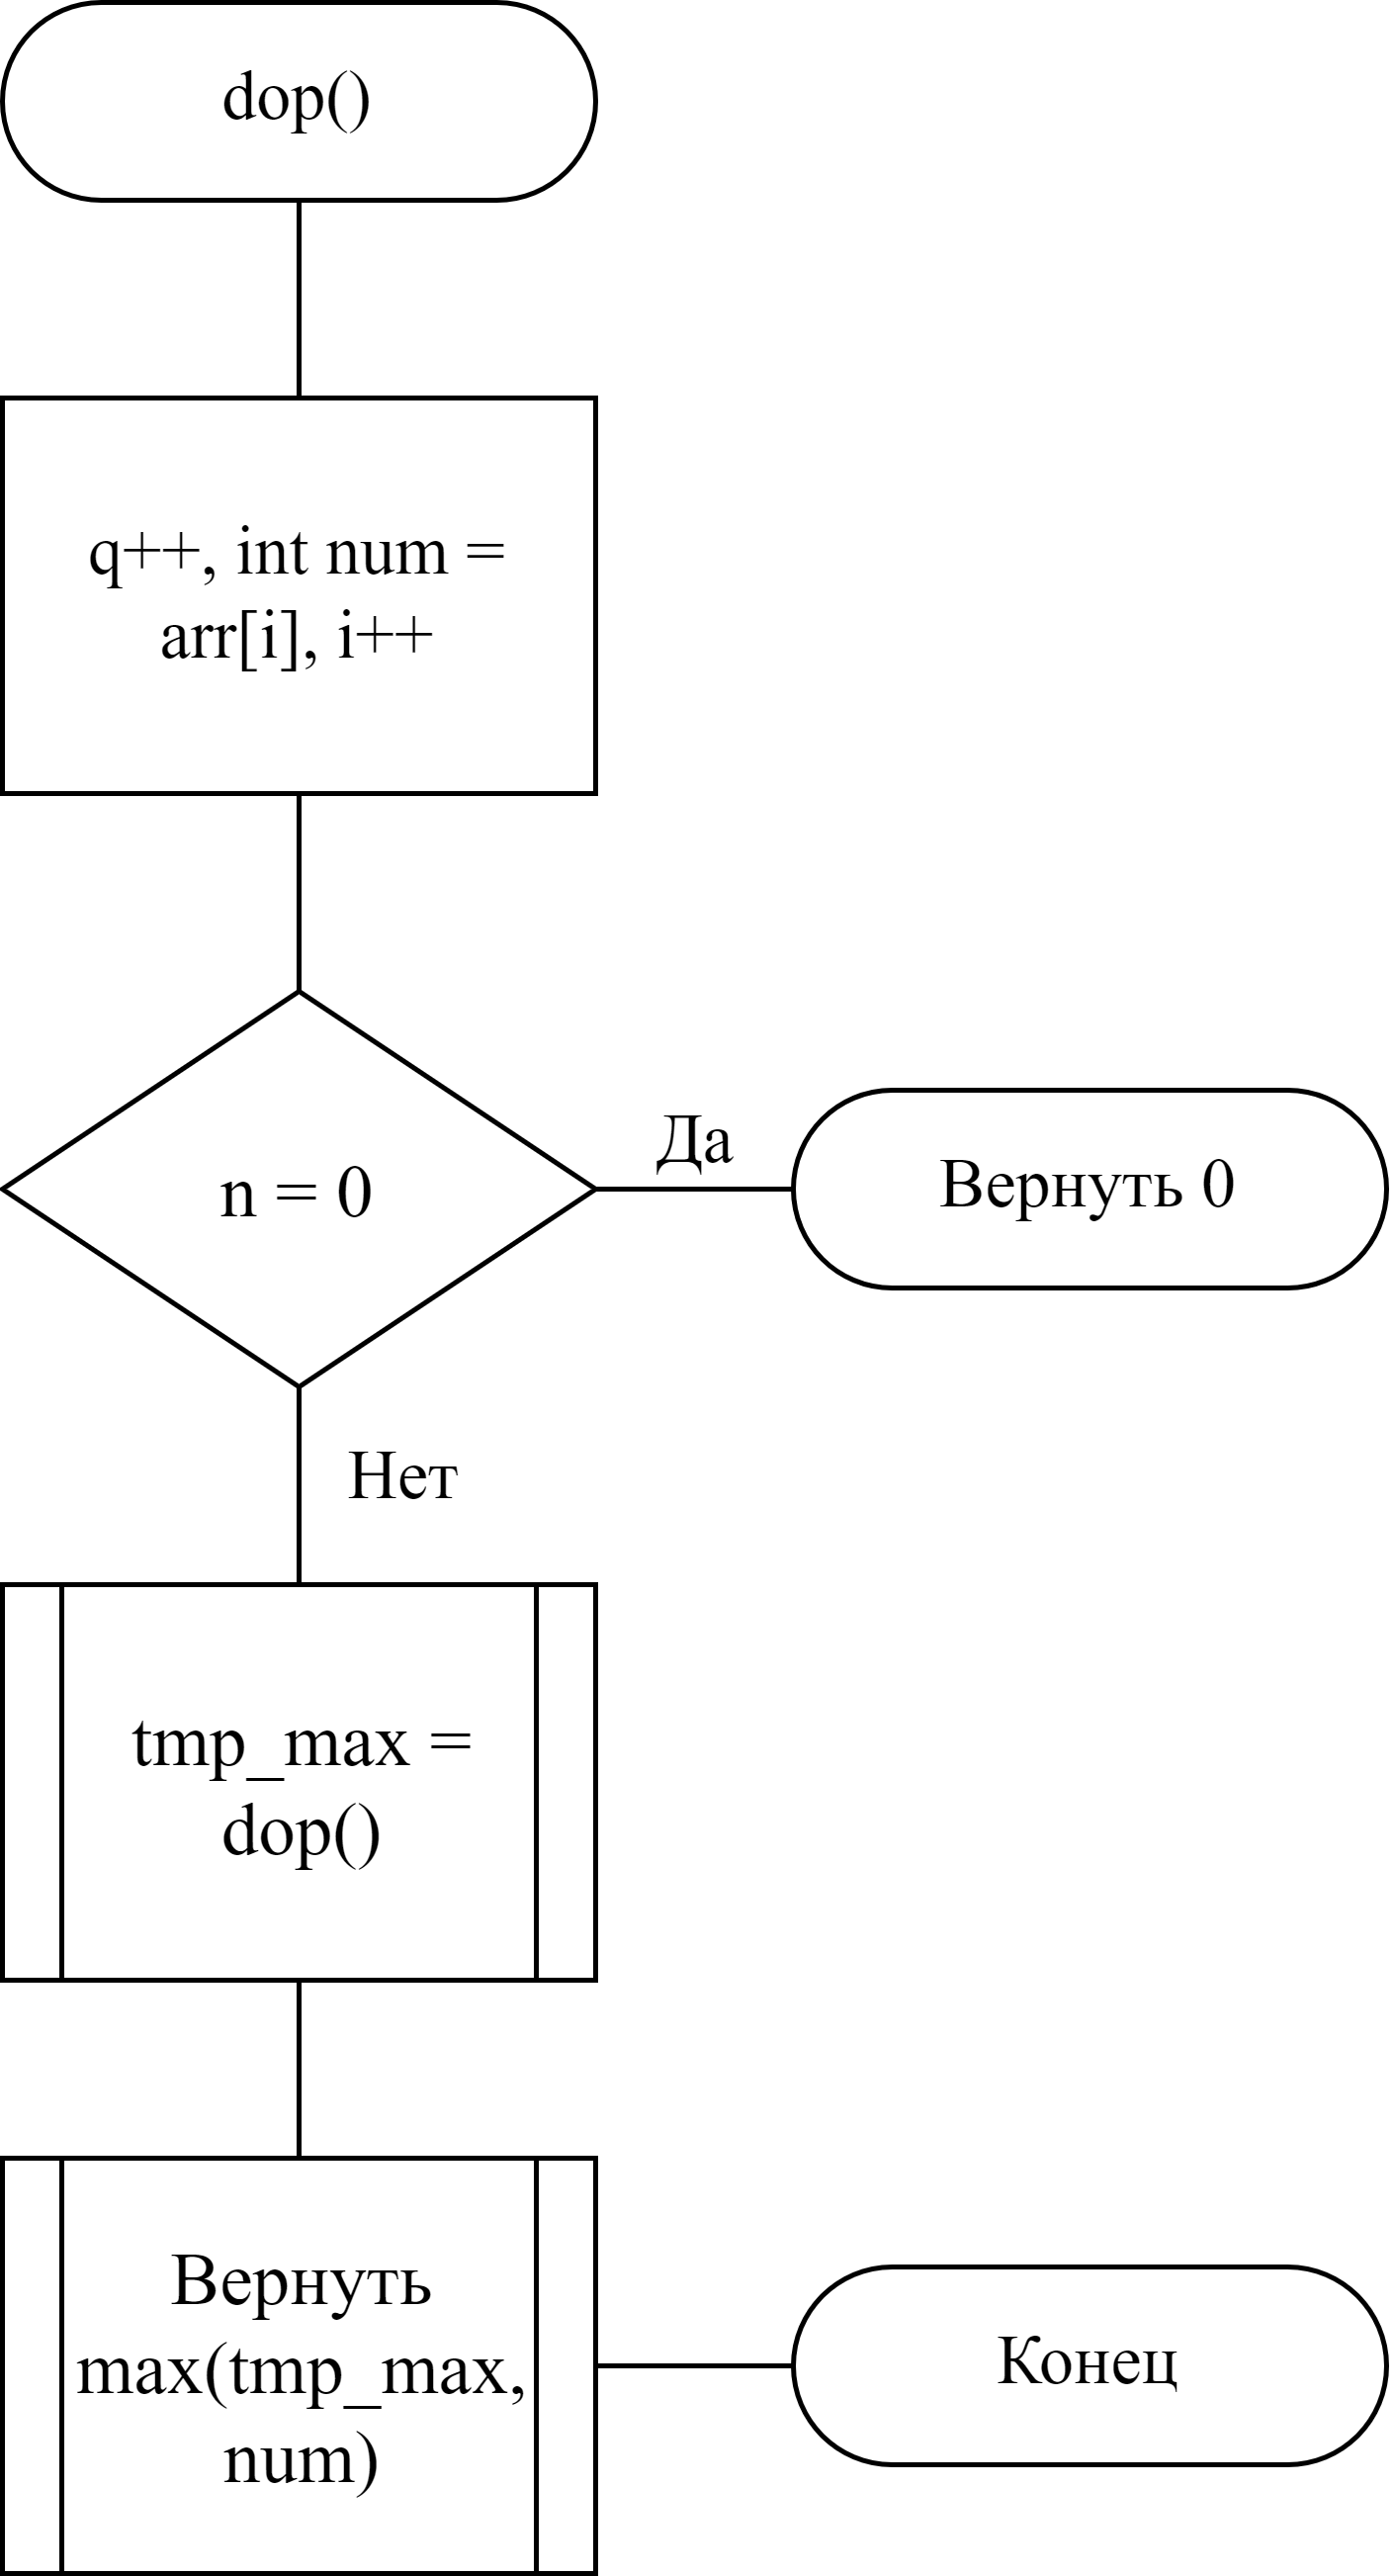 dop()
q++, int num =
arr[i], i++
n = 0
Да
Вернуть 0
Нет
tmp_max =
dop()
Вернуть
max(tmp_max,
num)
Конец